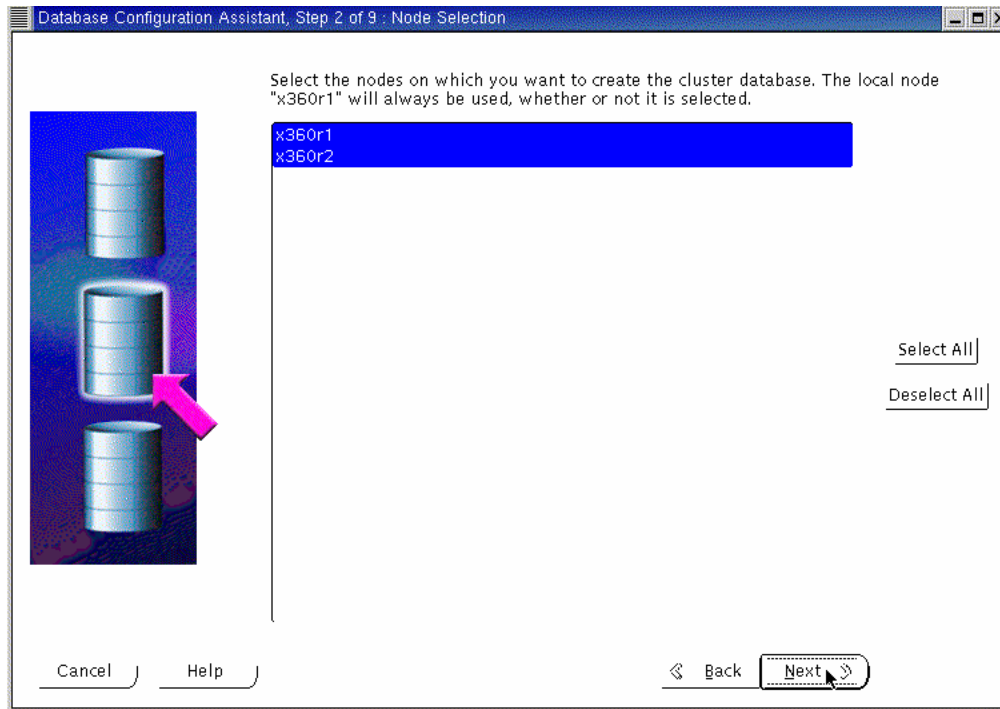 Database Configuration Assistant, Step 2 of 9 : Node Selection
Select the nodes on which you want to create the cluster database. The local node
"x360r1" will always be used, whether or not it is selected.
x360r1
x360r2
Select All
Deselect All
Cancel
Help
Back
Next